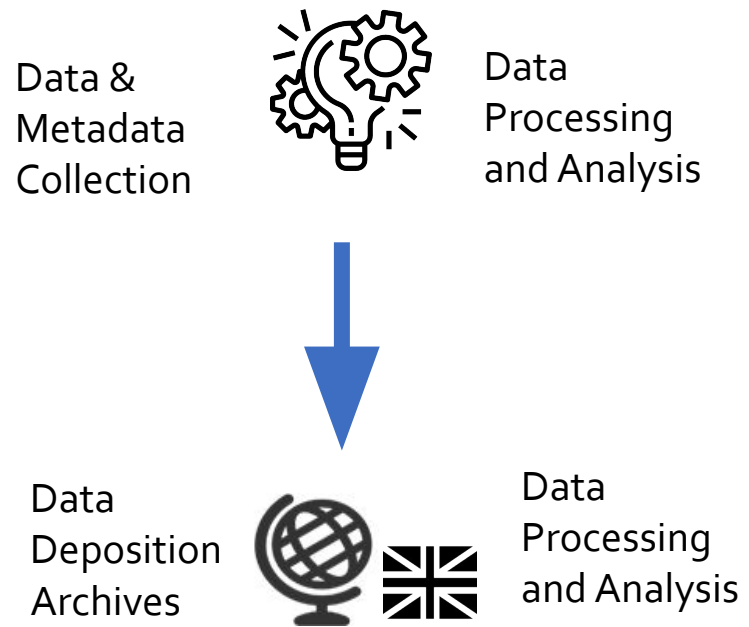 Data &
Metadata
Collection
Data
Processing
and Analysis
Data
Deposition
Archives
Data
Processing
and Analysis